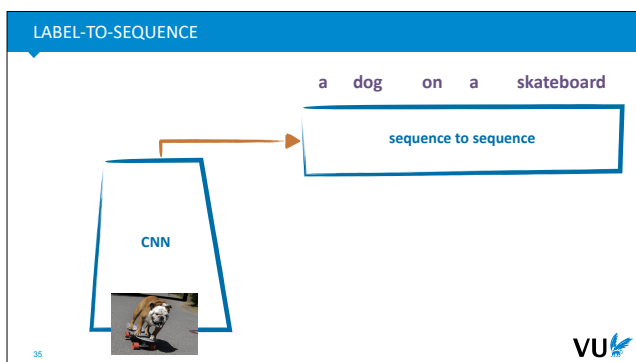 LABEL-TO-SEQUENCE
a dog on a skateboard
sequence to sequence
CNN
35
VU